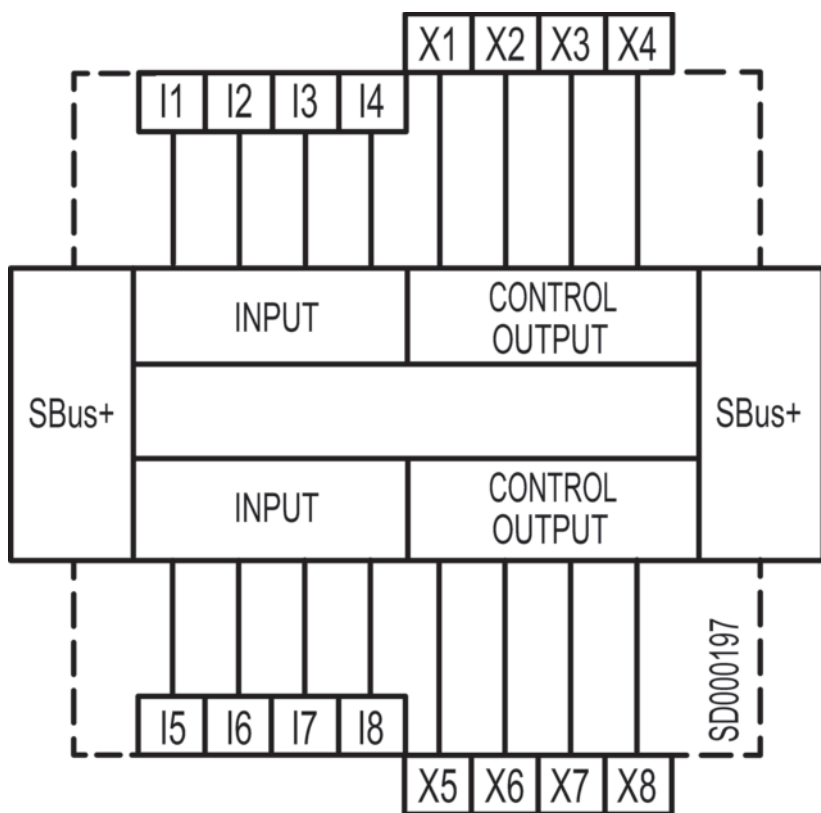 X1 X2 X3 X4
I1 I2 I3 I4
INPUT
CONTROL
OUTPUT
SBus+
SBus+
INPUT
CONTROL
OUTPUT
SD000197
I5 I6 I7 I8
X5 X6 X7 X8